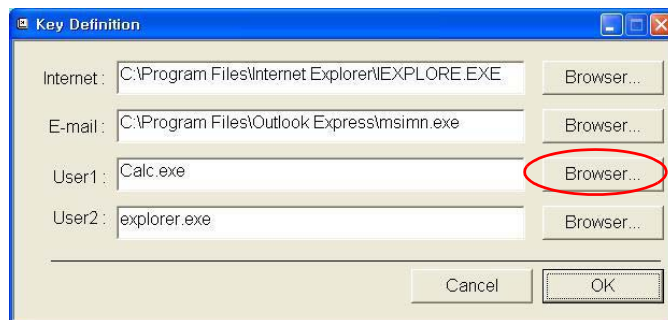 Key Definition
Internet : C:\Program Files\Internet Explorer\IEXPLORE.EXE Browser...
E-mail : C:\Program Files\Outlook Express\msimn.exe Browser...
User1 : Calc.exe Browser...
User2 : explorer.exe Browser...
Cancel OK